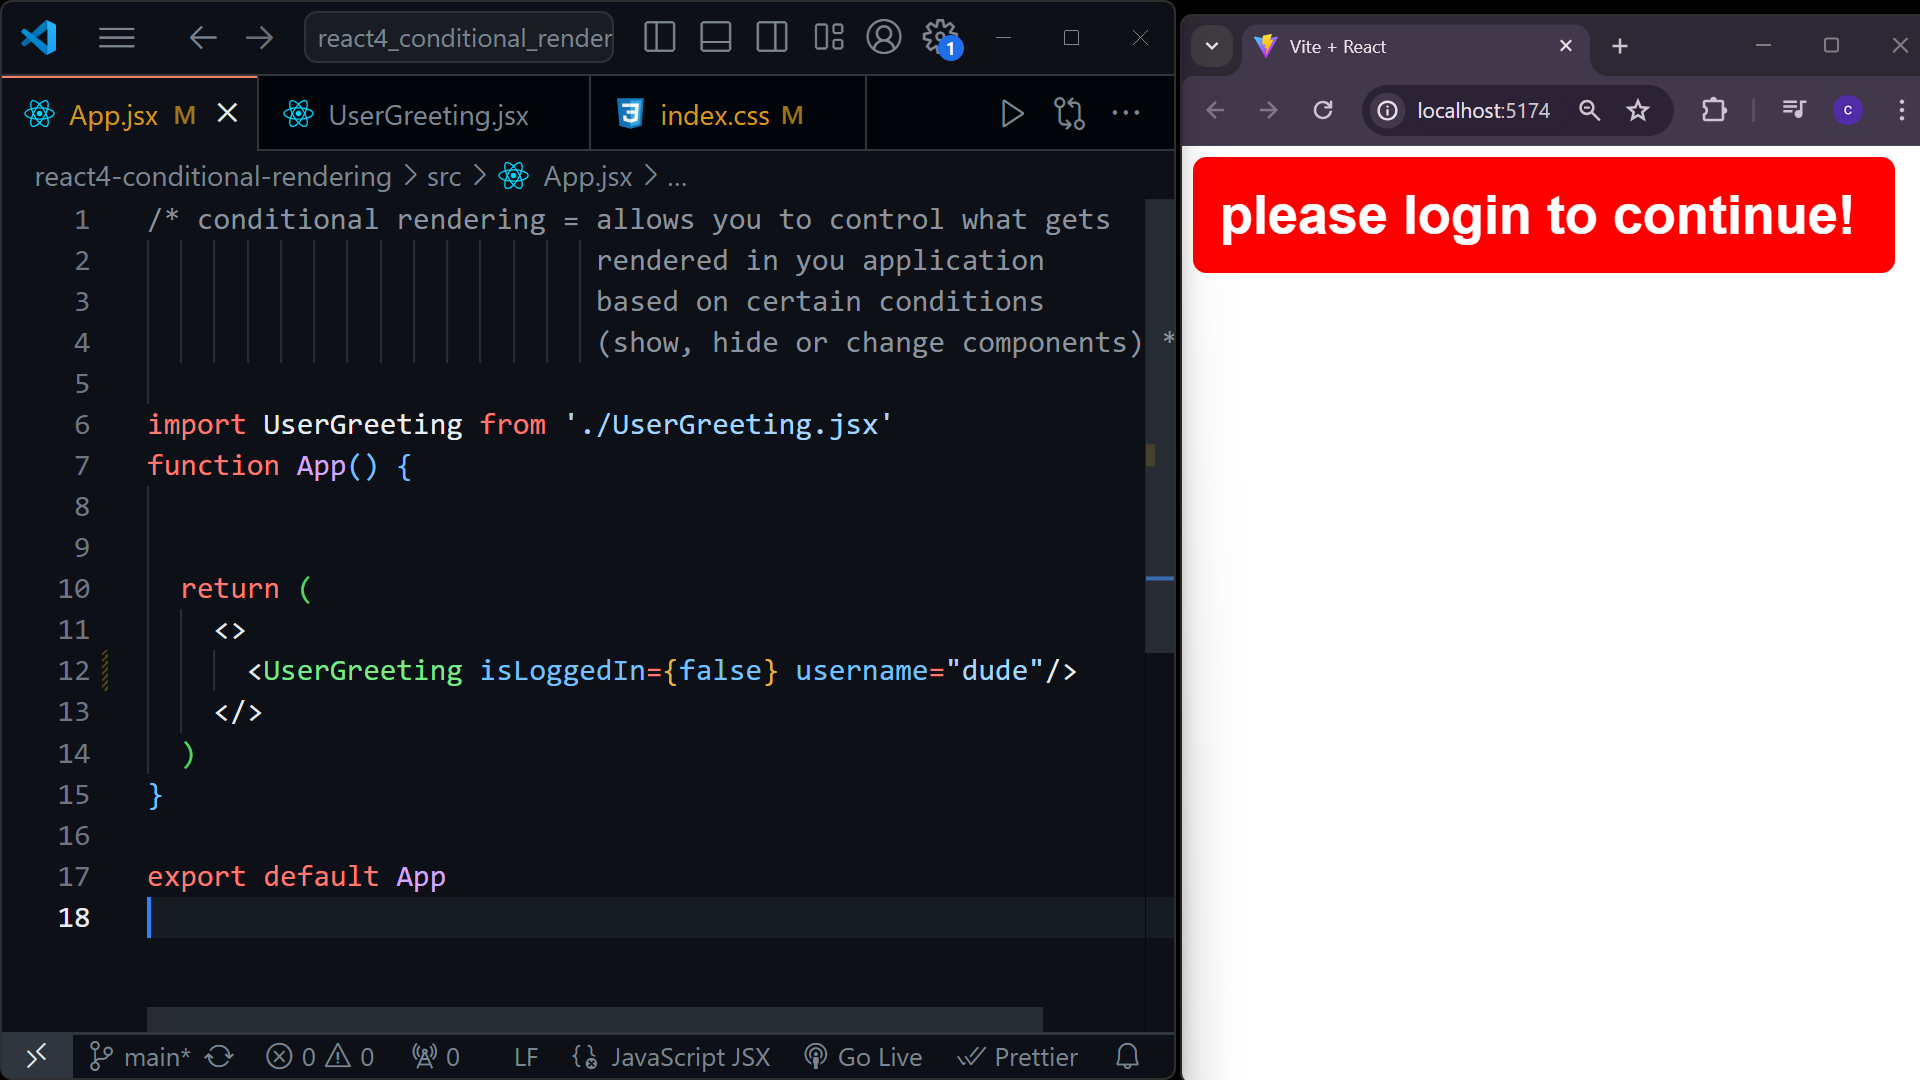 react4_conditional_render
1
App.jsx M
UserGreeting.jsx
index.css M
react4-conditional-rendering > src > App.jsx > ...
1 /* conditional rendering = allows you to control what gets
2 rendered in you application
3 based on certain conditions
4 (show, hide or change components) *
5
6 import UserGreeting from './UserGreeting.jsx'
7 function App() {
8
9
10 return (
11 <>
12 <UserGreeting isLoggedIn={false} username="dude"/>
13 </>
14 )
15 }
16
17 export default App
18
main* 0 0 0 LF JavaScript JSX Go Live Prettier
Vite + React
localhost:5174
c
please login to continue!